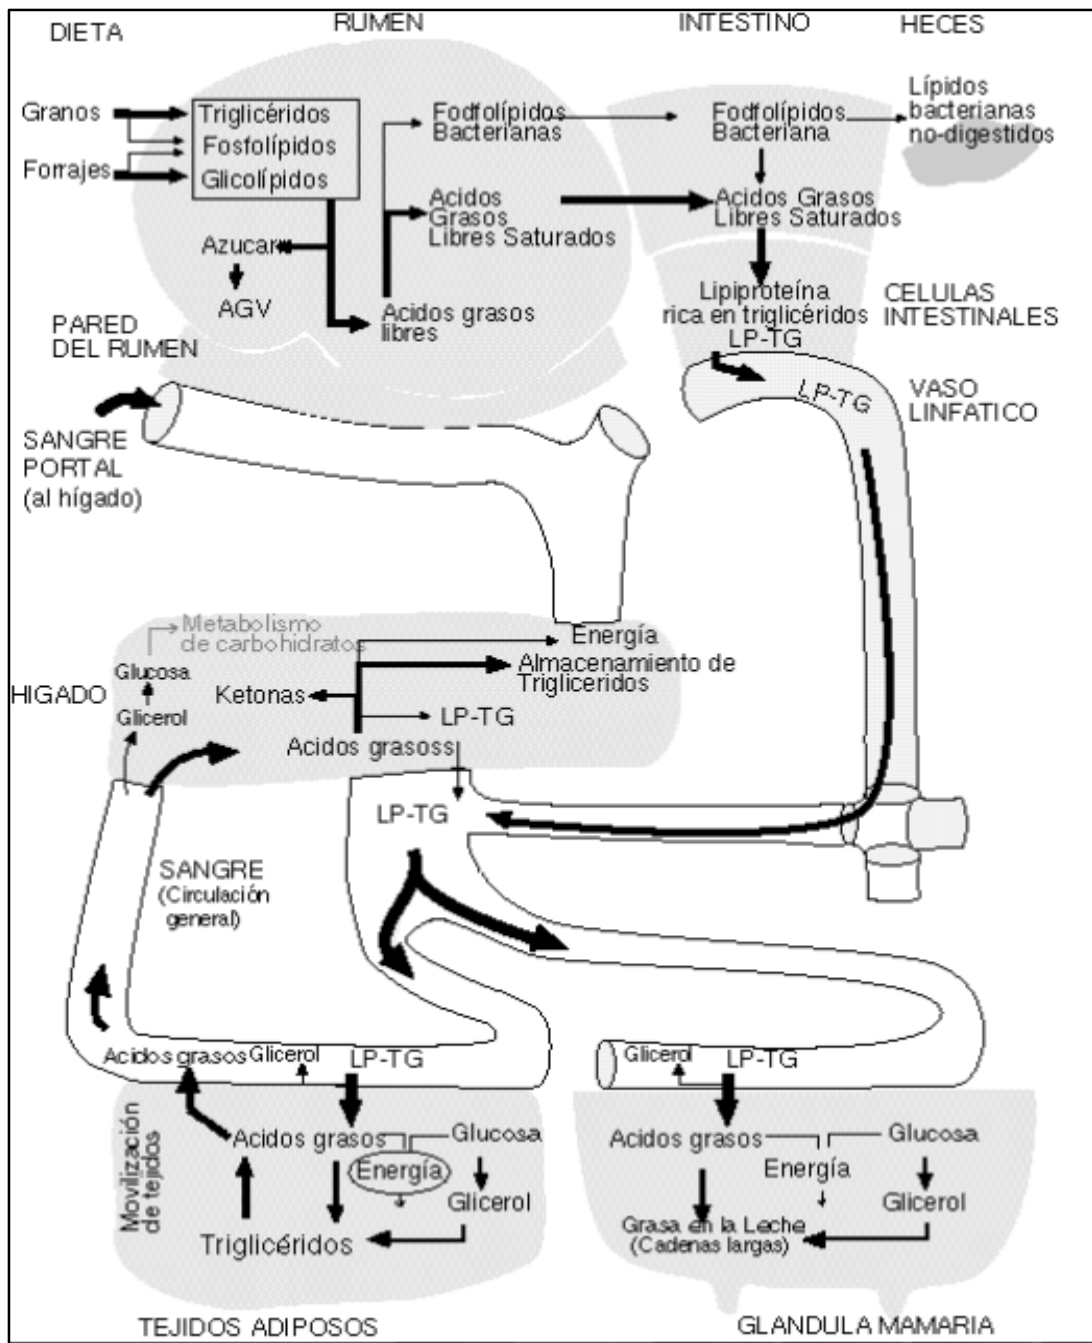 DIETA
RUMEN
INTESTINO
HECES
Granos
Forrajes
Triglicéridos
Fosfolípidos
Glicolípidos
Fodfolípidos
Bacterianas
Fodfolípidos
Bacteriana
Lípidos
bacterianas
no-digestidos
Acidos
Grasos
Libres Saturados
Acidos Grasos
Libres Saturados
Azucar
AGV
Acidos grasos
libres
Lipiproteína
rica en triglicéridos
LP-TG
CELULAS
INTESTINALES
PARED
DEL RUMEN
LP-TG
VASO
LINFATICO
SANGRE
PORTAL
(al hígado)
Metabolismo
de carbohidratos
Energía
Almacenamiento de
Trigliceridos
Glucosa
HIGADO
Ketonas
Glicerol
LP-TG
Acidos grasoss
LP-TG
SANGRE
(Circulación
general)
Acidos grasos
Glicerol
LP-TG
Glicerol
LP-TG
Movilización
de tejidos
Acidos grasos
Glucosa
Energía
Glicerol
Triglicéridos
Acidos grasos
Glucosa
Energía
Glicerol
Grasa en la Leche
(Cadenas largas)
TEJIDOS ADIPOSOS
GLANDULA MAMARIA